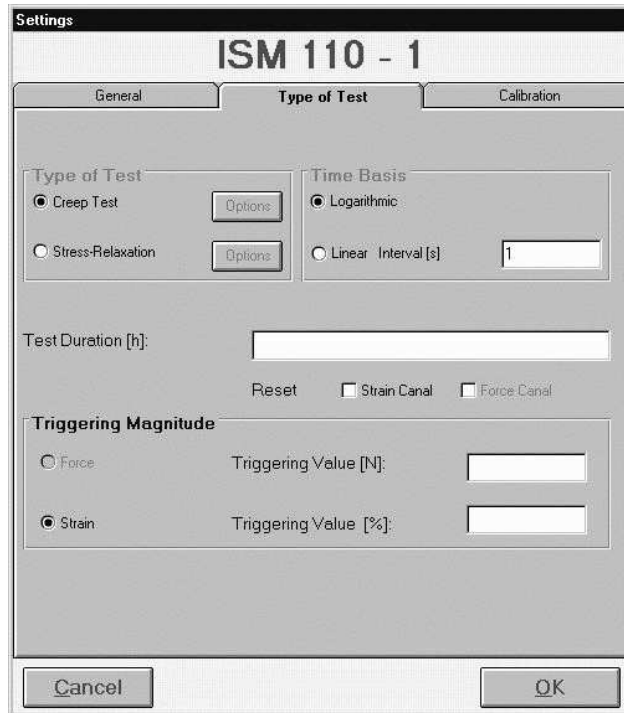 Settings
ISM 110 - 1
General
Type of Test
Calibration
Type of Test
Creep Test
Options
Stress-Relaxation
Options
Time Basis
Logarithmic
Linear Interval [s]
1
Test Duration [h]:
Reset
Strain Canal
Force Canal
Triggering Magnitude
Force
Triggering Value [N]:
Strain
Triggering Value [%]:
Cancel
OK